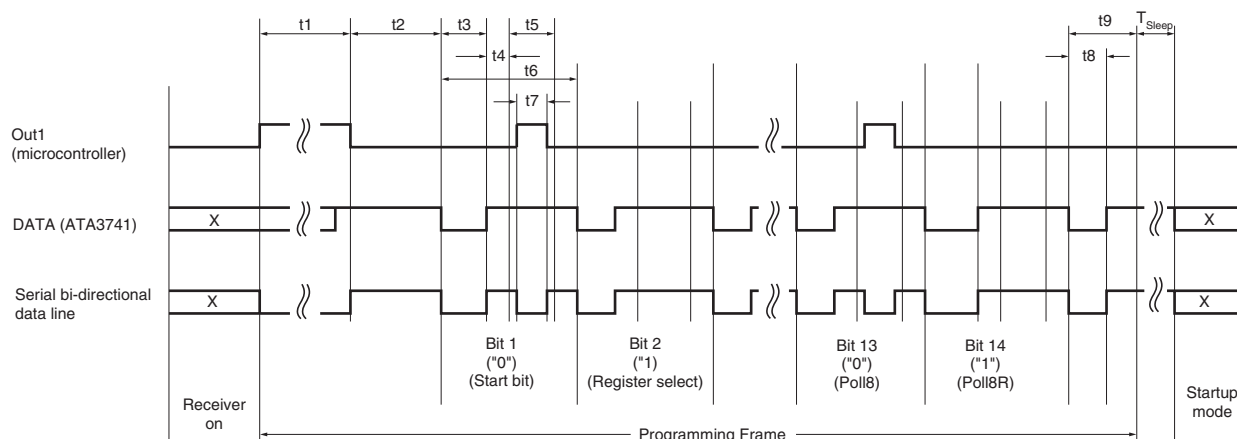 t1 t2 t3 t5 t9 TSleep
t4 t8
t6
t7
Out1
(microcontroller)
DATA (ATA3741) X X
Serial bi-directional
data line X X
Bit 1 Bit 2 Bit 13 Bit 14
("0") ("1) ("0") ("1")
(Start bit) (Register select) (Poll8) (Poll8R)
Receiver
on
Startup
mode
Programming Frame